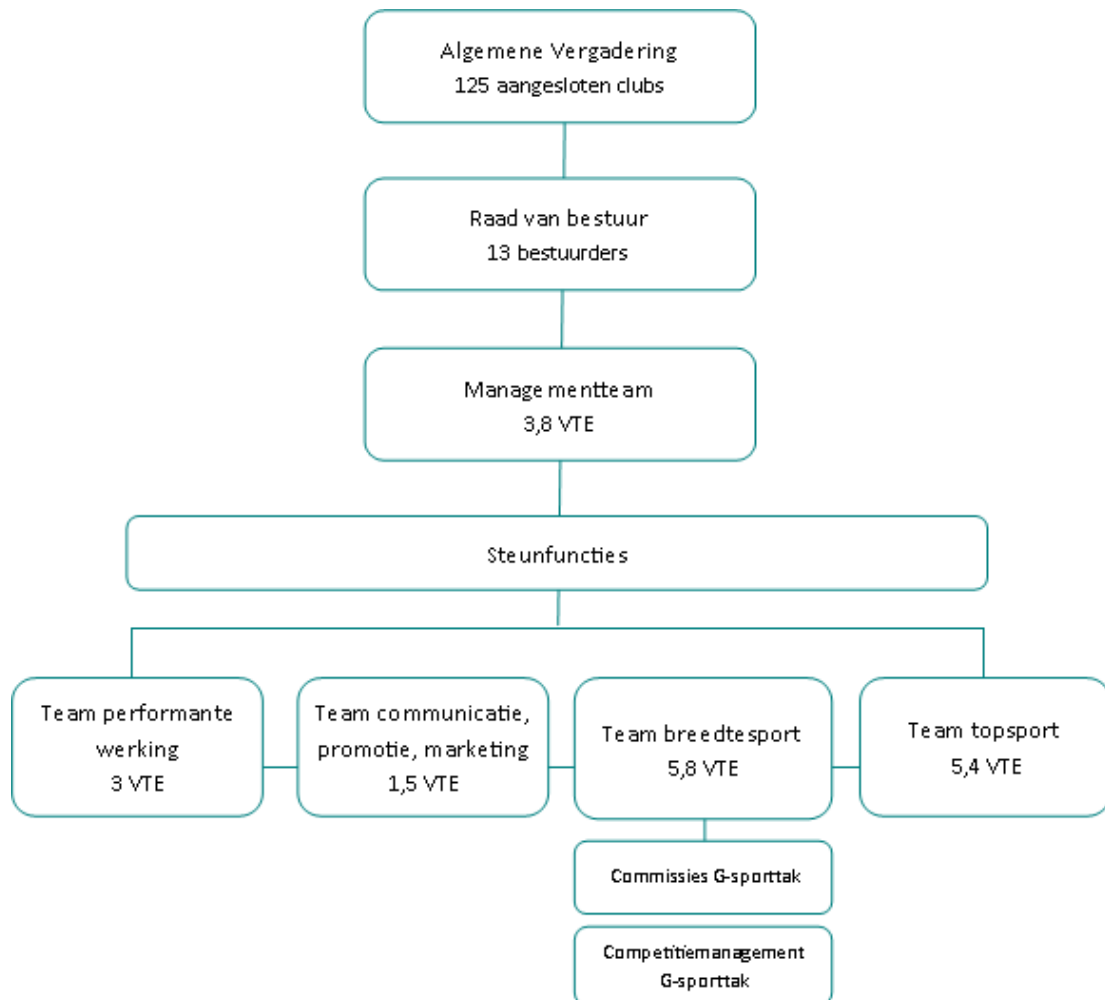 Algemene Vergadering
125 aangesloten clubs
Raad van bestuur
13 bestuurders
Managementteam
3,8 VTE
Steunfuncties
Team performante
werking
3 VTE
Team communicatie,
promotie, marketing
1,5 VTE
Team breedtesport
5,8 VTE
Team topsport
5,4 VTE
Commissies G-sporttak
Competitiemanagement
G-sporttak